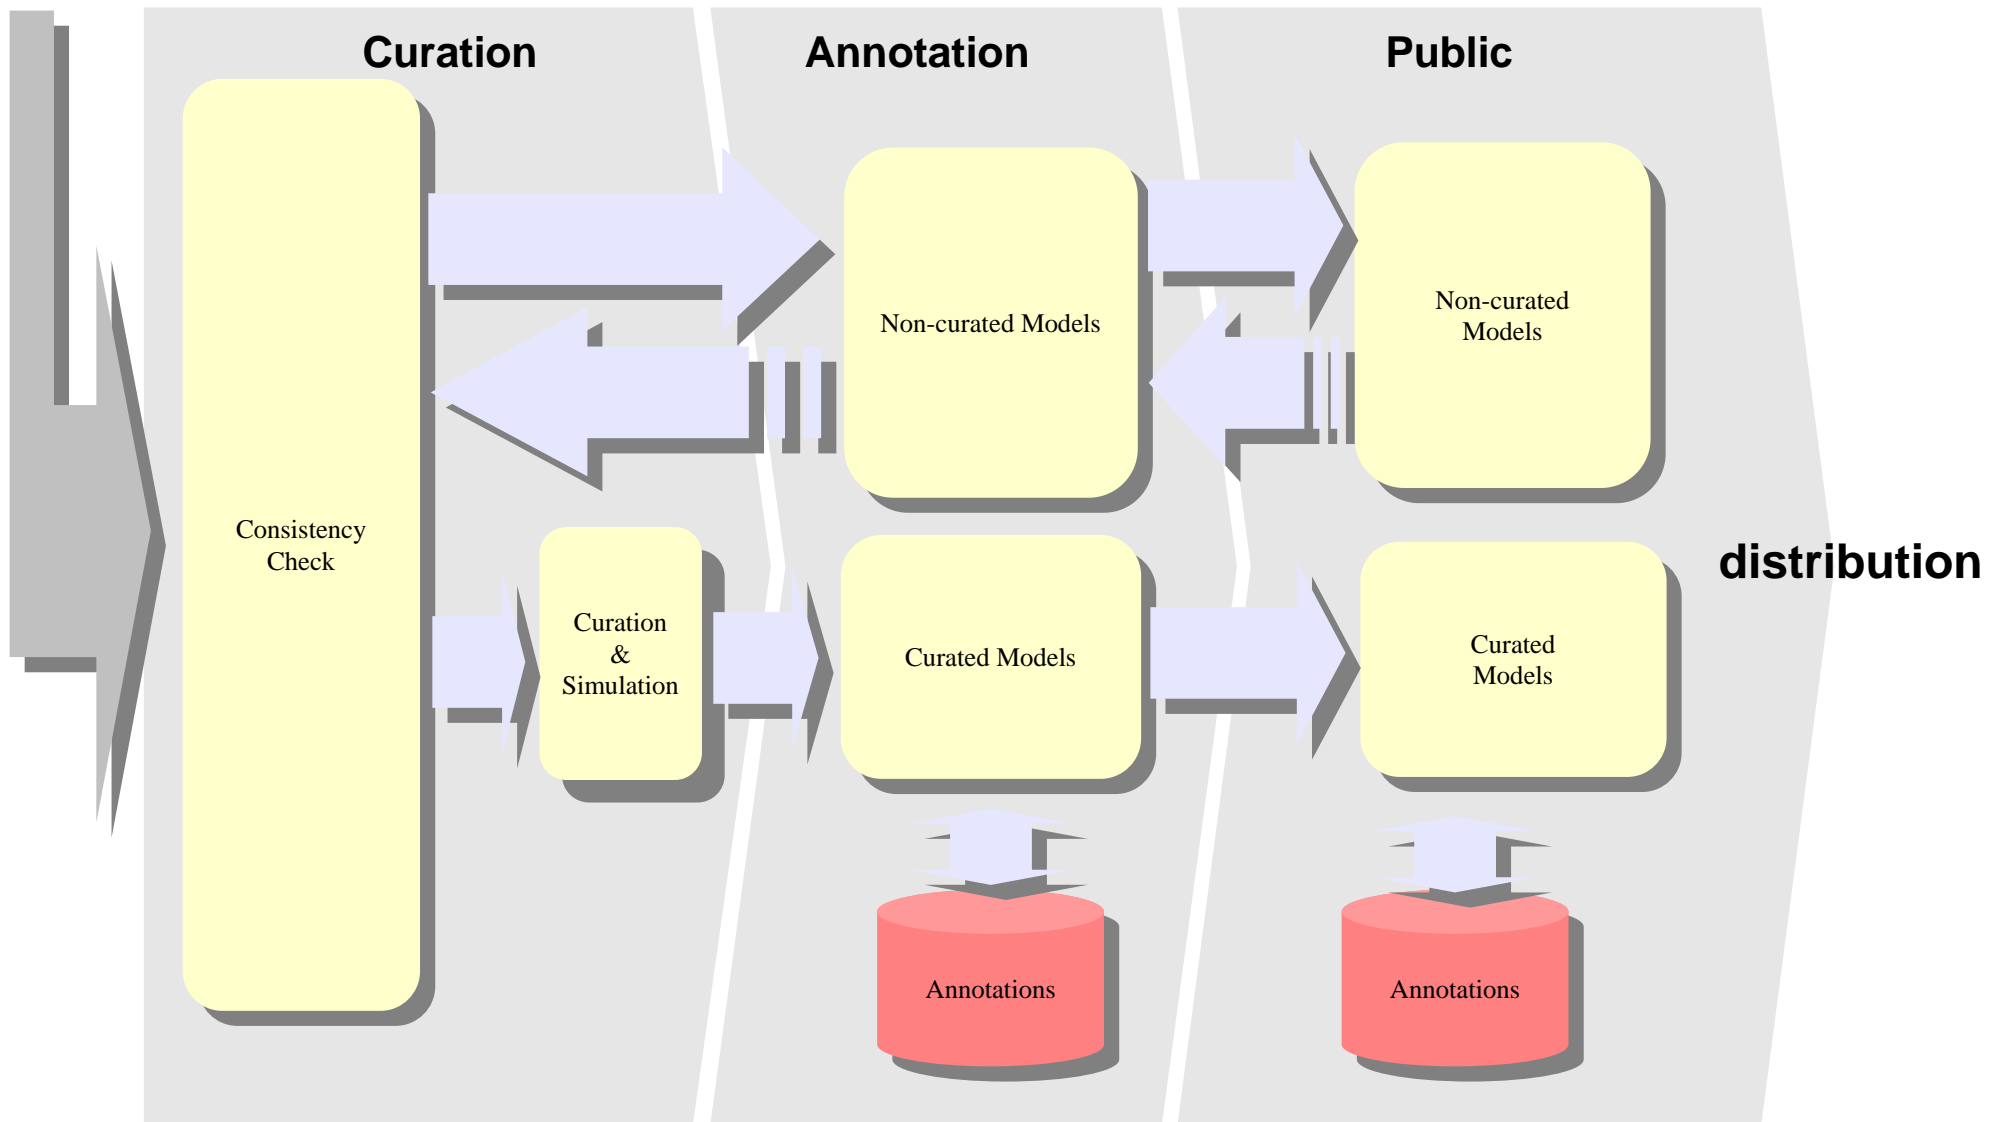 Curation
Annotation
Public
Non-curated Models
Non-curated
Models
Consistency
Check
distribution
Curation
&
Simulation
Curated Models
Curated
Models
Annotations
Annotations